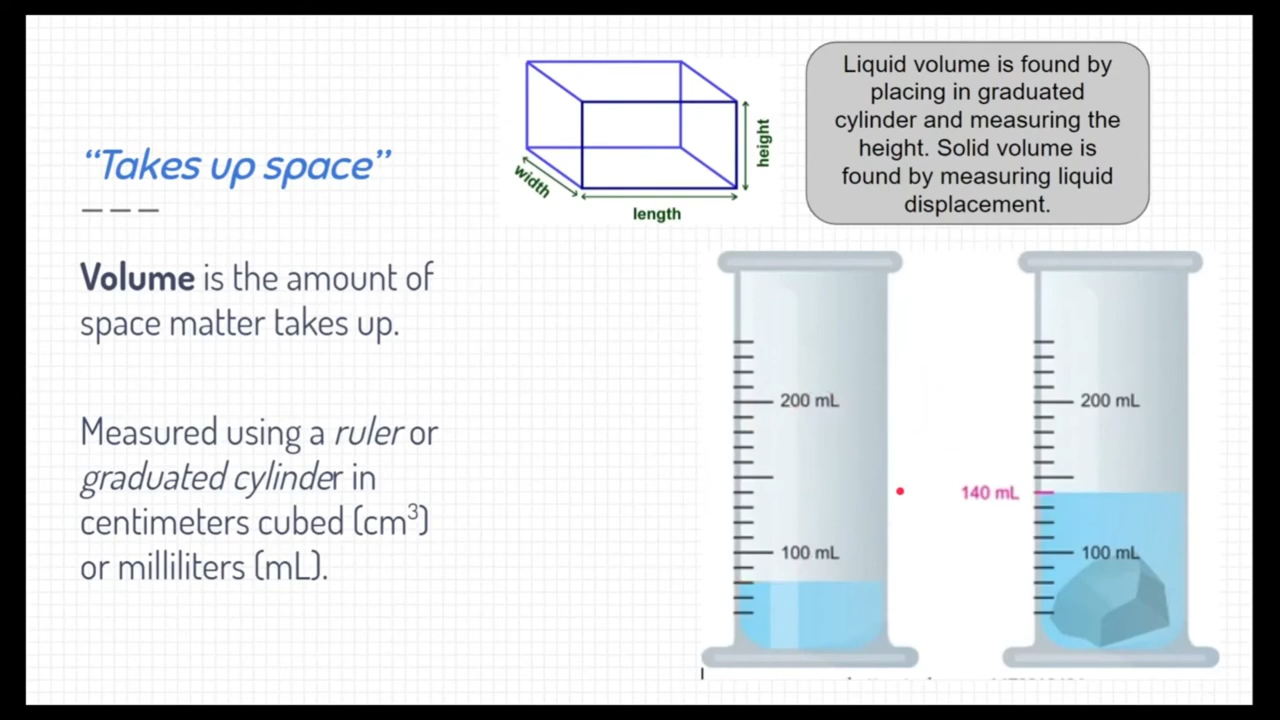 “Takes up space”
Volume is the amount of
space matter takes up.
Measured using a ruler or
graduated cylinder in
centimeters cubed (cm³)
or milliliters (mL).
width
length
height
Liquid volume is found by
placing in graduated
cylinder and measuring the
height. Solid volume is
found by measuring liquid
displacement.
200 mL
100 mL
200 mL
140 mL
100 mL